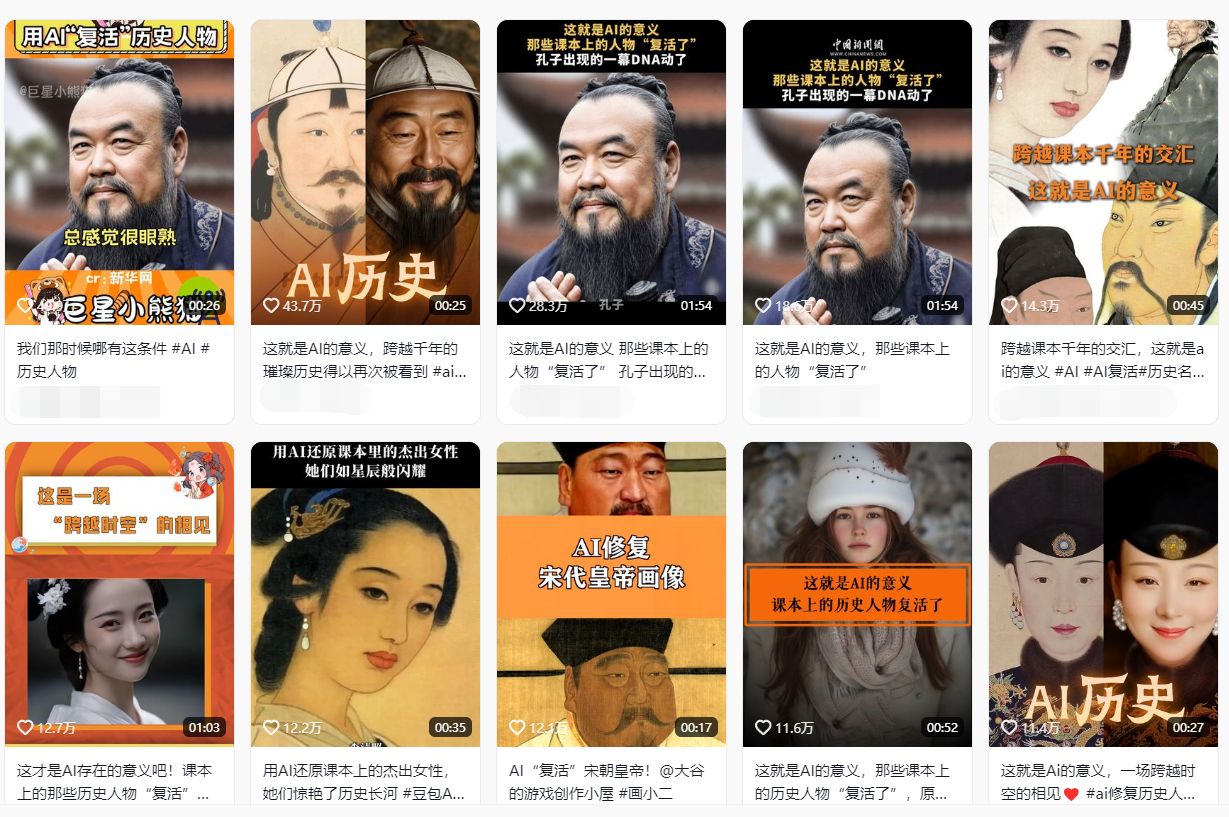 用AI“复活”历史人物
@巨星小熊猫
总感觉很眼熟
cr:新华网
巨星小熊猫
00:26
我们那时候哪有这条件 #AI #
历史人物
AI历史
43.7万
00:25
这就是AI的意义，跨越千年的
璀璨历史得以再次被看到 #ai...
这就是AI的意义
那些课本上的人物“复活了”
孔子出现的一幕DNA动了
28.3万
孔子
01:54
这就是AI的意义 那些课本上的
人物“复活了” 孔子出现的...
中国新闻网
WWW.CHINANEWS.COM
这就是AI的意义
那些课本上的人物“复活了”
孔子出现的一幕DNA动了
18.6万
01:54
这就是AI的意义，那些课本上
的人物“复活了”
跨越课本千年的交汇
这就是AI的意义
14.3万
00:45
跨越课本千年的交汇，这就是a
i的意义 #AI #AI复活#历史名...
这是一场
“跨越时空”的相见
12.7万
01:03
这才是AI存在的意义吧！课本
上的那些历史人物“复活”...
用AI还原课本里的杰出女性
她们如星辰般闪耀
12.2万
00:35
用AI还原课本上的杰出女性，
她们惊艳了历史长河 #豆包A...
AI修复
宋代皇帝画像
12.1万
00:17
AI“复活”宋朝皇帝！@大谷
的游戏创作小屋 #画小二
这就是AI的意义
课本上的历史人物复活了
11.6万
00:52
这就是AI的意义，那些课本上
的历史人物“复活了”，原...
AI历史
11.4万
00:27
这就是Ai的意义，一场跨越时
空的相见❤️ #ai修复历史人...